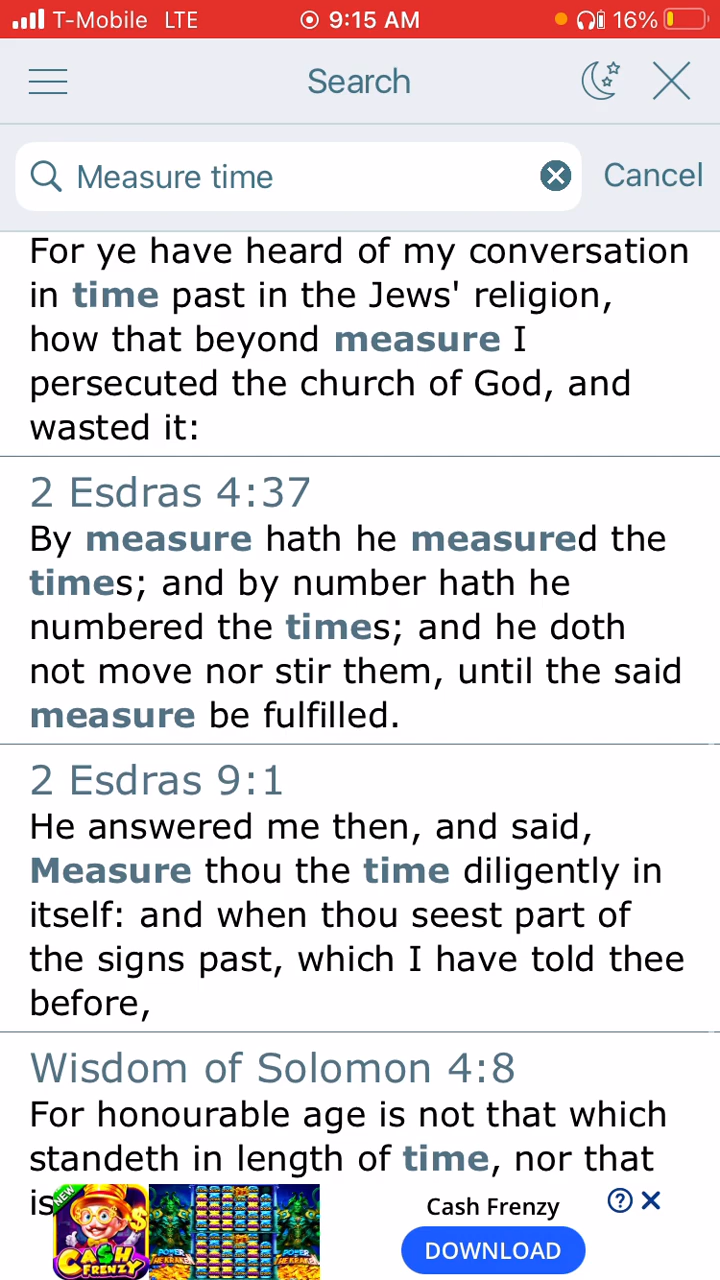 T-Mobile LTE 9:15 AM 16%
Search
Measure time Cancel
For ye have heard of my conversation
in time past in the Jews' religion,
how that beyond measure I
persecuted the church of God, and
wasted it:
2 Esdras 4:37
By measure hath he measured the
times; and by number hath he
numbered the times; and he doth
not move nor stir them, until the said
measure be fulfilled.
2 Esdras 9:1
He answered me then, and said,
Measure thou the time diligently in
itself: and when thou seest part of
the signs past, which I have told thee
before,
Wisdom of Solomon 4:8
For honourable age is not that which
standeth in length of time, nor that
is
NEW
CASH
FRENZY
Cash Frenzy
DOWNLOAD